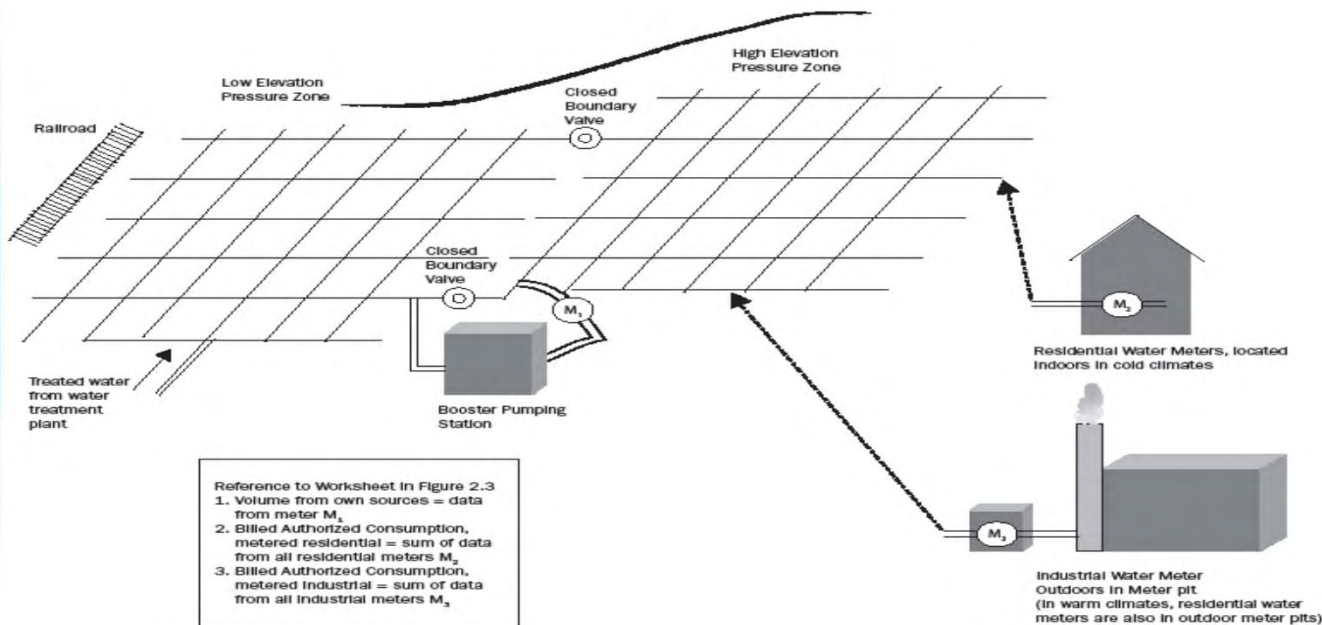 High Elevation
Pressure Zone
Low Elevation
Pressure Zone
Closed
Boundary
Valve
Railroad
Closed
Boundary
Valve
M₁
M₂
Residential Water Meters, located
Indoors in cold climates
Treated water
from water
treatment
plant
Booster Pumping
Station
Reference to Worksheet in Figure 2.3
1. Volume from own sources = data
from meter M₁
2. Billed Authorized Consumption,
metered residential = sum of data
from all residential meters M₂
3. Billed Authorized Consumption,
metered industrial = sum of data
from all industrial meters M₃
M₃
Industrial Water Meter
Outdoors in Meter pit
(in warm climates, residential water
meters are also in outdoor meter pits)